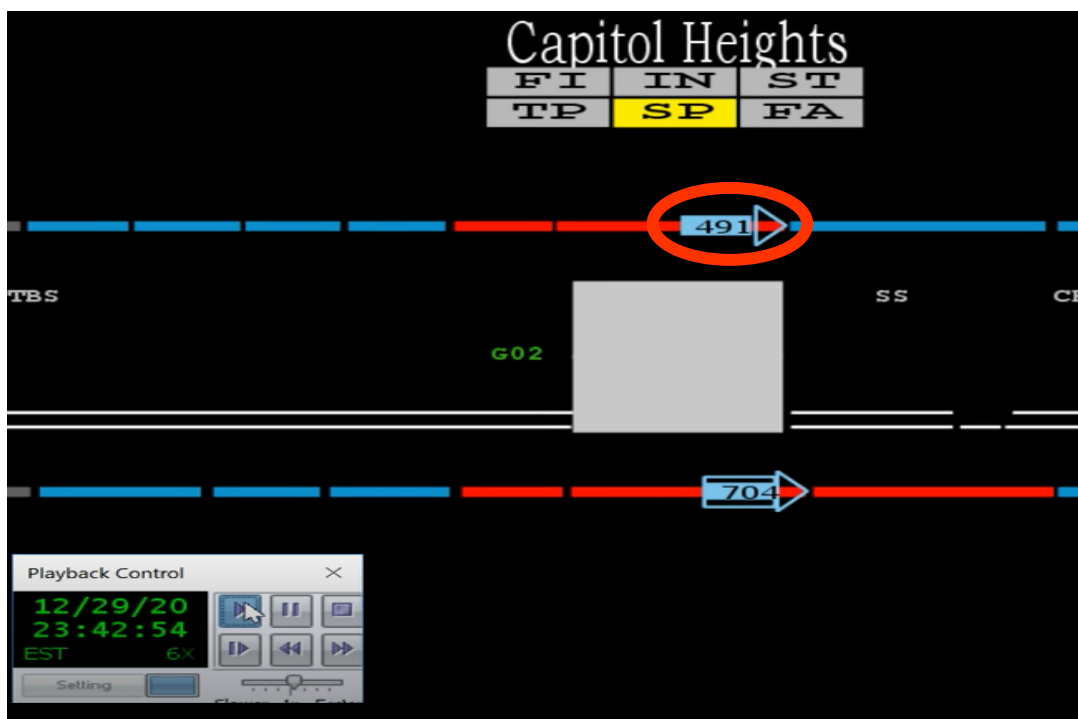 Capitol Heights
FI IN ST
TP SP FA
491
TBS SS
G02
704
Playback Control
12/29/20
23:42:54
EST 6X
Setting